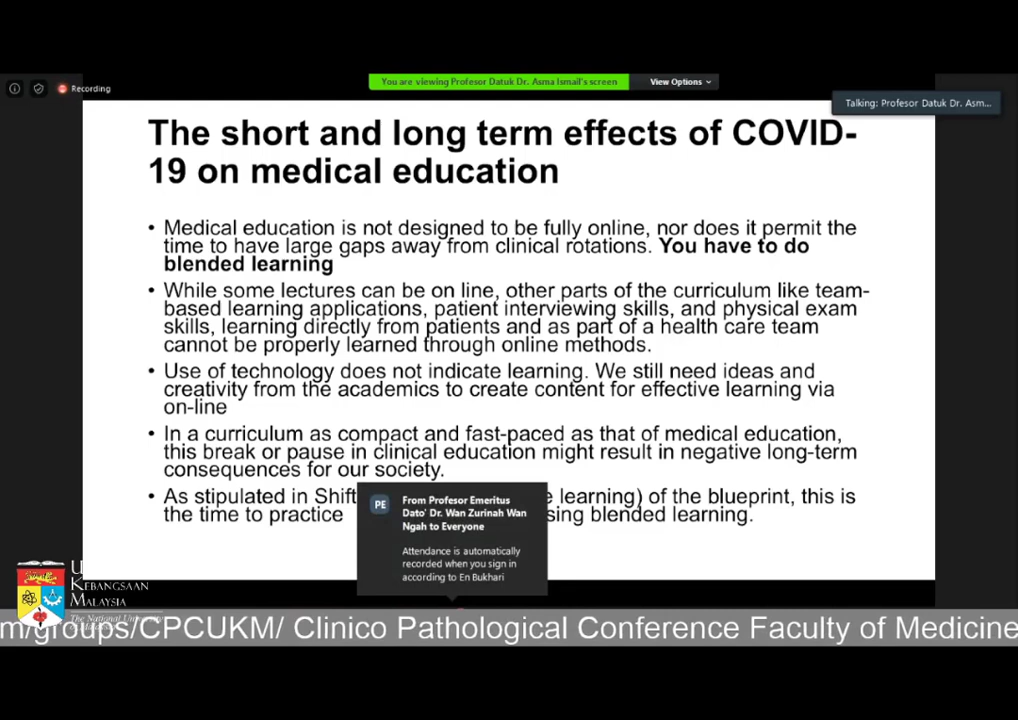 You are viewing Profesor Datuk Dr. Asma Ismail's screen
View Options
Recording
Talking: Profesor Datuk Dr. Asm...
The short and long term effects of COVID-
19 on medical education
• Medical education is not designed to be fully online, nor does it permit the
time to have large gaps away from clinical rotations. You have to do
blended learning
• While some lectures can be on line, other parts of the curriculum like team-
based learning applications, patient interviewing skills, and physical exam
skills, learning directly from patients and as part of a health care team
cannot be properly learned through online methods.
• Use of technology does not indicate learning. We still need ideas and
creativity from the academics to create content for effective learning via
on-line
• In a curriculum as compact and fast-paced as that of medical education,
this break or pause in clinical education might result in negative long-term
consequences for our society.
• As stipulated in Shift learning) of the blueprint, this is
the time to practice sing blended learning.
PE
From Profesor Emeritus
Dato' Dr. Wan Zurinah Wan
Ngah to Everyone
Attendance is automatically
recorded when you sign in
according to En Bukhari
U
KEBANGSAAN
MALAYSIA
The National University
m/groups/CPCUKM/ Clinico Pathological Conference Faculty of Medicine